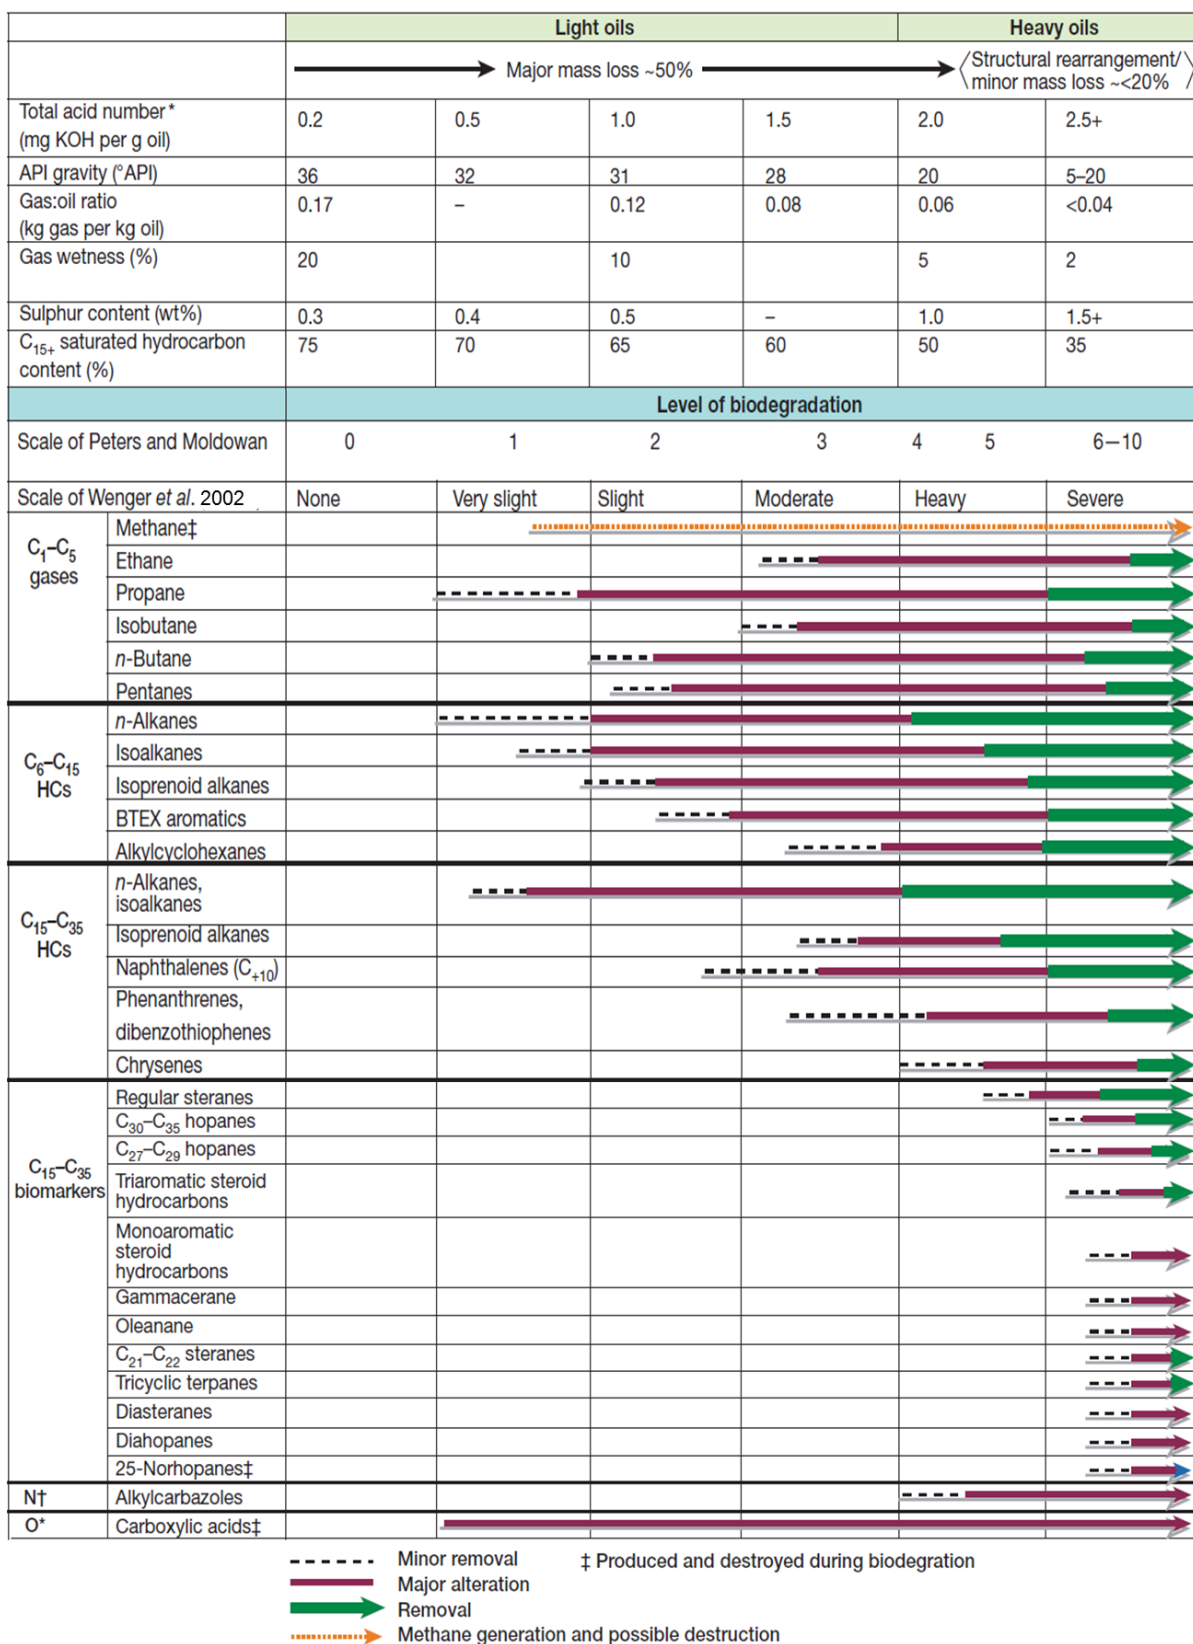 Light oils Heavy oils
Major mass loss ~50% Structural rearrangement/
minor mass loss ~<20%
Total acid number*
(mg KOH per g oil) 0.2 0.5 1.0 1.5 2.0 2.5+
API gravity (°API) 36 32 31 28 20 5–20
Gas:oil ratio
(kg gas per kg oil) 0.17 – 0.12 0.08 0.06 <0.04
Gas wetness (%) 20 10 5 2
Sulphur content (wt%) 0.3 0.4 0.5 – 1.0 1.5+
C15+ saturated hydrocarbon
content (%) 75 70 65 60 50 35
Level of biodegradation
Scale of Peters and Moldowan 0 1 2 3 4 5 6–10
Scale of Wenger et al. 2002 None Very slight Slight Moderate Heavy Severe
C1–C5
gases
Methane‡
Ethane
Propane
Isobutane
n-Butane
Pentanes
C6–C15
HCs
n-Alkanes
Isoalkanes
Isoprenoid alkanes
BTEX aromatics
Alkylcyclohexanes
C15–C35
HCs
n-Alkanes,
isoalkanes
Isoprenoid alkanes
Naphthalenes (C+10)
Phenanthrenes,
dibenzothiophenes
Chrysenes
C15–C35
biomarkers
Regular steranes
C30–C35 hopanes
C27–C29 hopanes
Triaromatic steroid
hydrocarbons
Monoaromatic
steroid
hydrocarbons
Gammacerane
Oleanane
C21–C22 steranes
Tricyclic terpanes
Diasteranes
Diahopanes
25-Norhopanes‡
N† Alkylcarbazoles
O* Carboxylic acids‡
Minor removal ‡ Produced and destroyed during biodegration
Major alteration
Removal
Methane generation and possible destruction